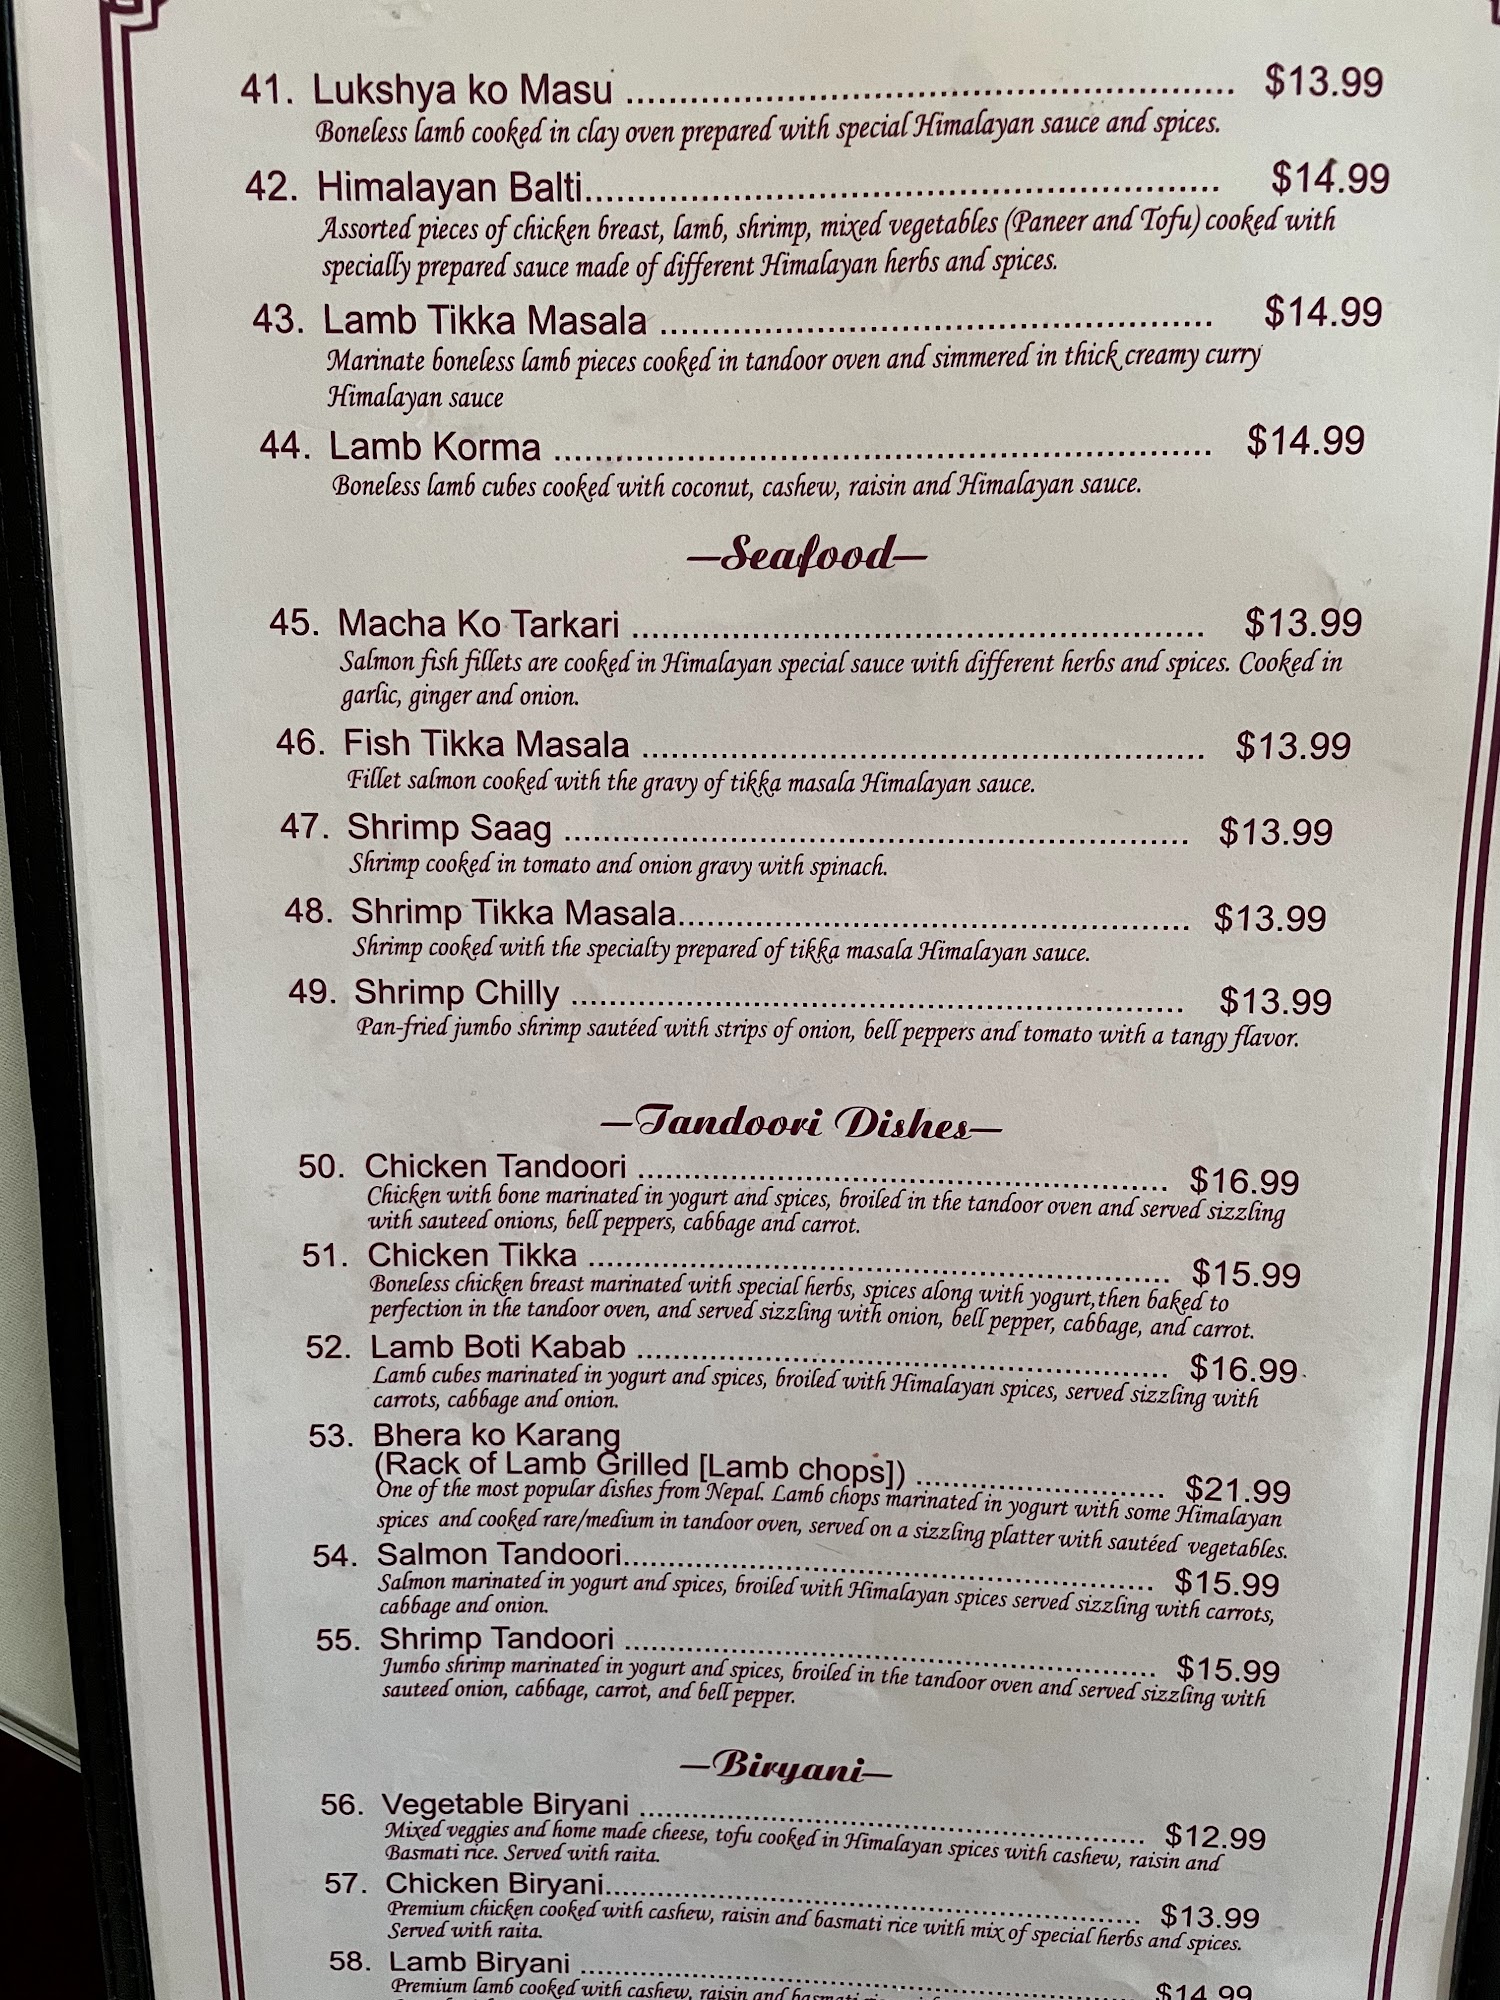 41. Lukshya ko Masu ........................................................ $13.99
Boneless lamb cooked in clay oven prepared with special Himalayan sauce and spices.
42. Himalayan Balti............................................................ $14.99
Assorted pieces of chicken breast, lamb, shrimp, mixed vegetables (Paneer and Tofu) cooked with
specially prepared sauce made of different Himalayan herbs and spices.
43. Lamb Tikka Masala .................................................... $14.99
Marinate boneless lamb pieces cooked in tandoor oven and simmered in thick creamy curry
Himalayan sauce
44. Lamb Korma .............................................................. $14.99
Boneless lamb cubes cooked with coconut, cashew, raisin and Himalayan sauce.
—Seafood—
45. Macha Ko Tarkari ...................................................... $13.99
Salmon fish fillets are cooked in Himalayan special sauce with different herbs and spices. Cooked in
garlic, ginger and onion.
46. Fish Tikka Masala ...................................................... $13.99
Fillet salmon cooked with the gravy of tikka masala Himalayan sauce.
47. Shrimp Saag ............................................................. $13.99
Shrimp cooked in tomato and onion gravy with spinach.
48. Shrimp Tikka Masala.................................................. $13.99
Shrimp cooked with the specialty prepared of tikka masala Himalayan sauce.
49. Shrimp Chilly ............................................................. $13.99
Pan-fried jumbo shrimp sautéed with strips of onion, bell peppers and tomato with a tangy flavor.
—Tandoori Dishes—
50. Chicken Tandoori ...................................................... $16.99
Chicken with bone marinated in yogurt and spices, broiled in the tandoor oven and served sizzling
with sauteed onions, bell peppers, cabbage and carrot.
51. Chicken Tikka ............................................................ $15.99
Boneless chicken breast marinated with special herbs, spices along with yogurt, then baked to
perfection in the tandoor oven, and served sizzling with onion, bell pepper, cabbage, and carrot.
52. Lamb Boti Kabab ....................................................... $16.99
Lamb cubes marinated in yogurt and spices, broiled with Himalayan spices, served sizzling with
carrots, cabbage and onion.
53. Bhera ko Karang
(Rack of Lamb Grilled [Lamb chops]) .......................... $21.99
One of the most popular dishes from Nepal. Lamb chops marinated in yogurt with some Himalayan
spices and cooked rare/medium in tandoor oven, served on a sizzling platter with sautéed vegetables.
54. Salmon Tandoori........................................................ $15.99
Salmon marinated in yogurt and spices, broiled with Himalayan spices served sizzling with carrots,
cabbage and onion.
55. Shrimp Tandoori ........................................................ $15.99
Jumbo shrimp marinated in yogurt and spices, broiled in the tandoor oven and served sizzling with
sauteed onion, cabbage, carrot, and bell pepper.
—Biryani—
56. Vegetable Biryani ...................................................... $12.99
Mixed veggies and home made cheese, tofu cooked in Himalayan spices with cashew, raisin and
Basmati rice. Served with raita.
57. Chicken Biryani.......................................................... $13.99
Premium chicken cooked with cashew, raisin and basmati rice with mix of special herbs and spices.
Served with raita.
58. Lamb Biryani ............................................................. $14.99
Premium lamb cooked with cashew, raisin and basmati